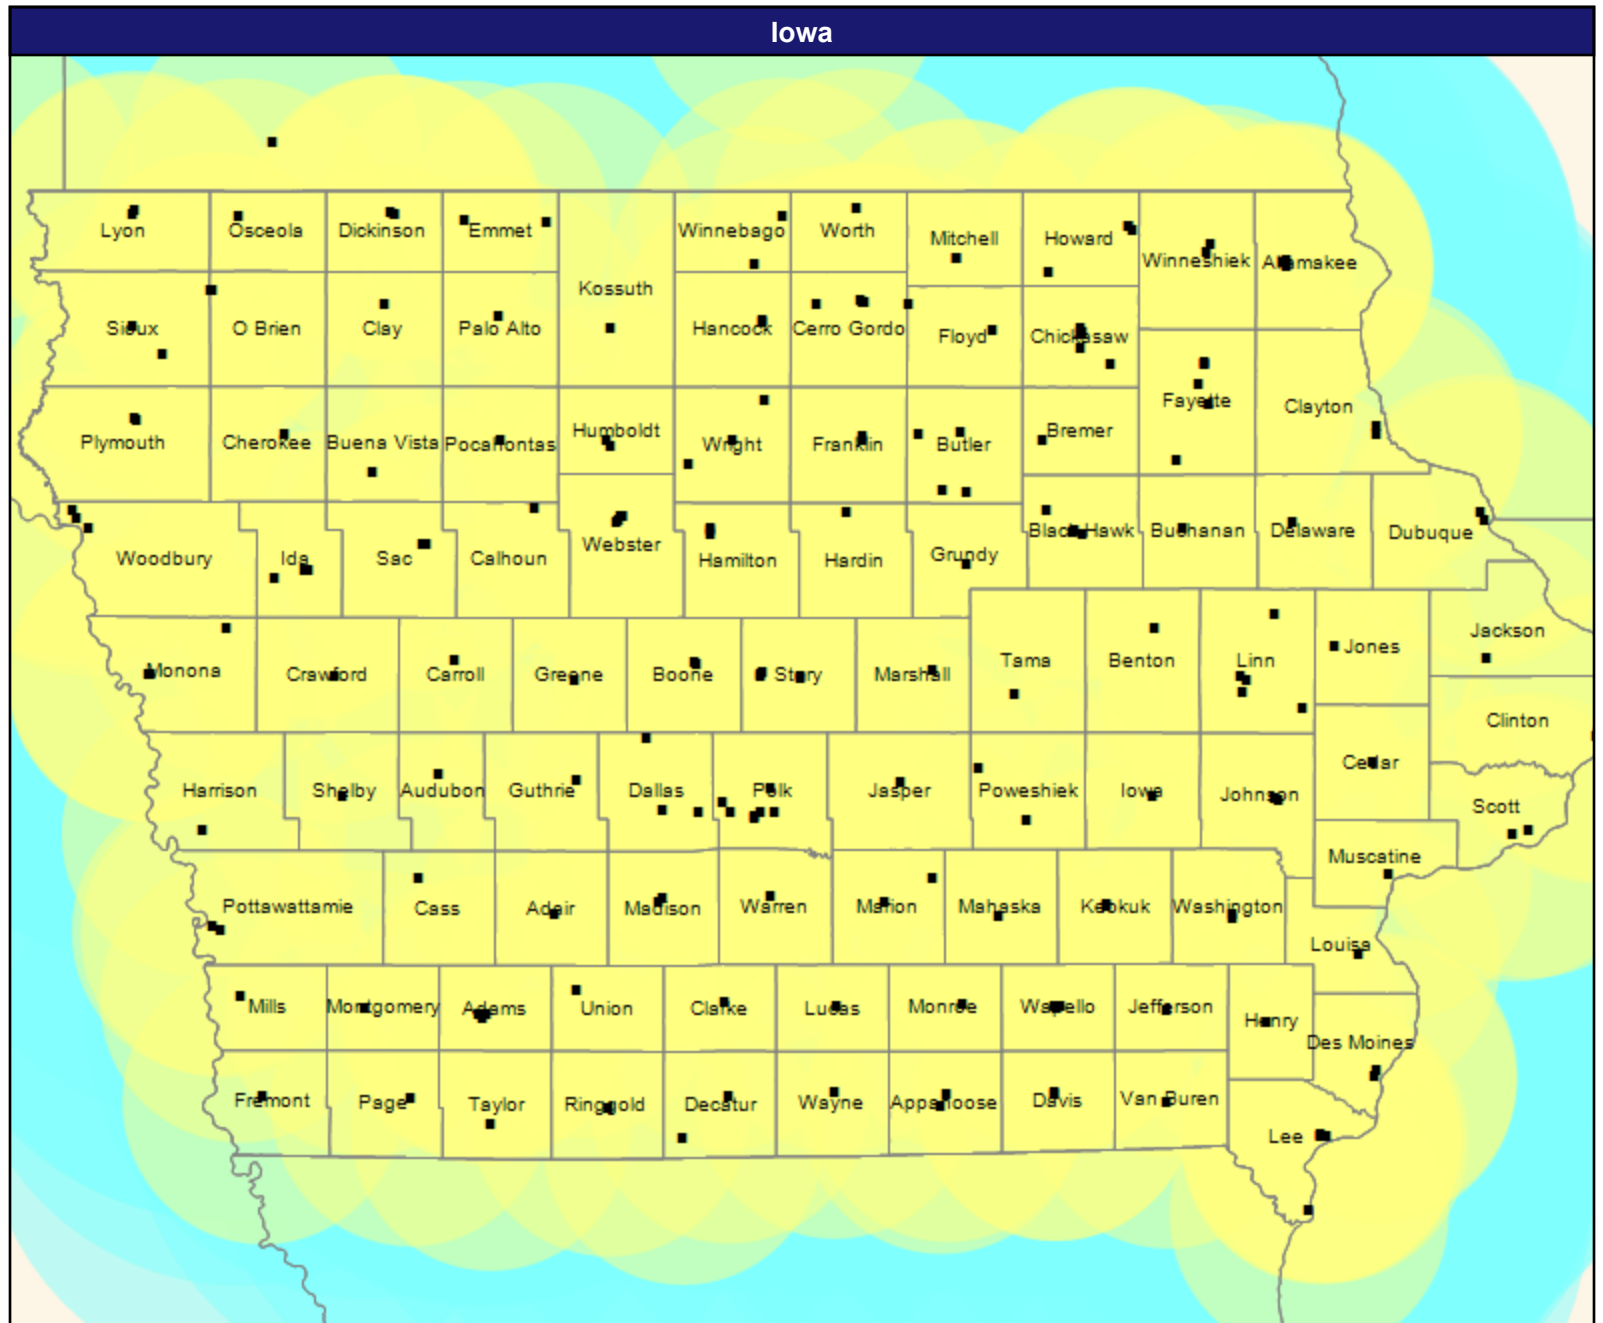 Iowa
Lyon
Osceola
Dickinson
Emmet
Winnebago
Worth
Mitchell
Howard
Winneshiek
Allamakee
Kossuth
Sioux
O Brien
Clay
Palo Alto
Hancock
Cerro Gordo
Floyd
Chickasaw
Fayette
Clayton
Plymouth
Cherokee
Buena Vista
Pocahontas
Humboldt
Wright
Franklin
Butler
Bremer
Woodbury
Ida
Sac
Calhoun
Webster
Hamilton
Hardin
Grundy
Black Hawk
Buchanan
Delaware
Dubuque
Monona
Crawford
Carroll
Greene
Boone
Story
Marshall
Tama
Benton
Linn
Jones
Jackson
Clinton
Harrison
Shelby
Audubon
Guthrie
Dallas
Polk
Jasper
Poweshiek
Iowa
Johnson
Cedar
Scott
Muscatine
Pottawattamie
Cass
Adair
Madison
Warren
Marion
Mahaska
Keokuk
Washington
Louisa
Mills
Montgomery
Adams
Union
Clarke
Lucas
Monroe
Wapello
Jefferson
Henry
Des Moines
Fremont
Page
Taylor
Ringgold
Decatur
Wayne
Appanoose
Davis
Van Buren
Lee